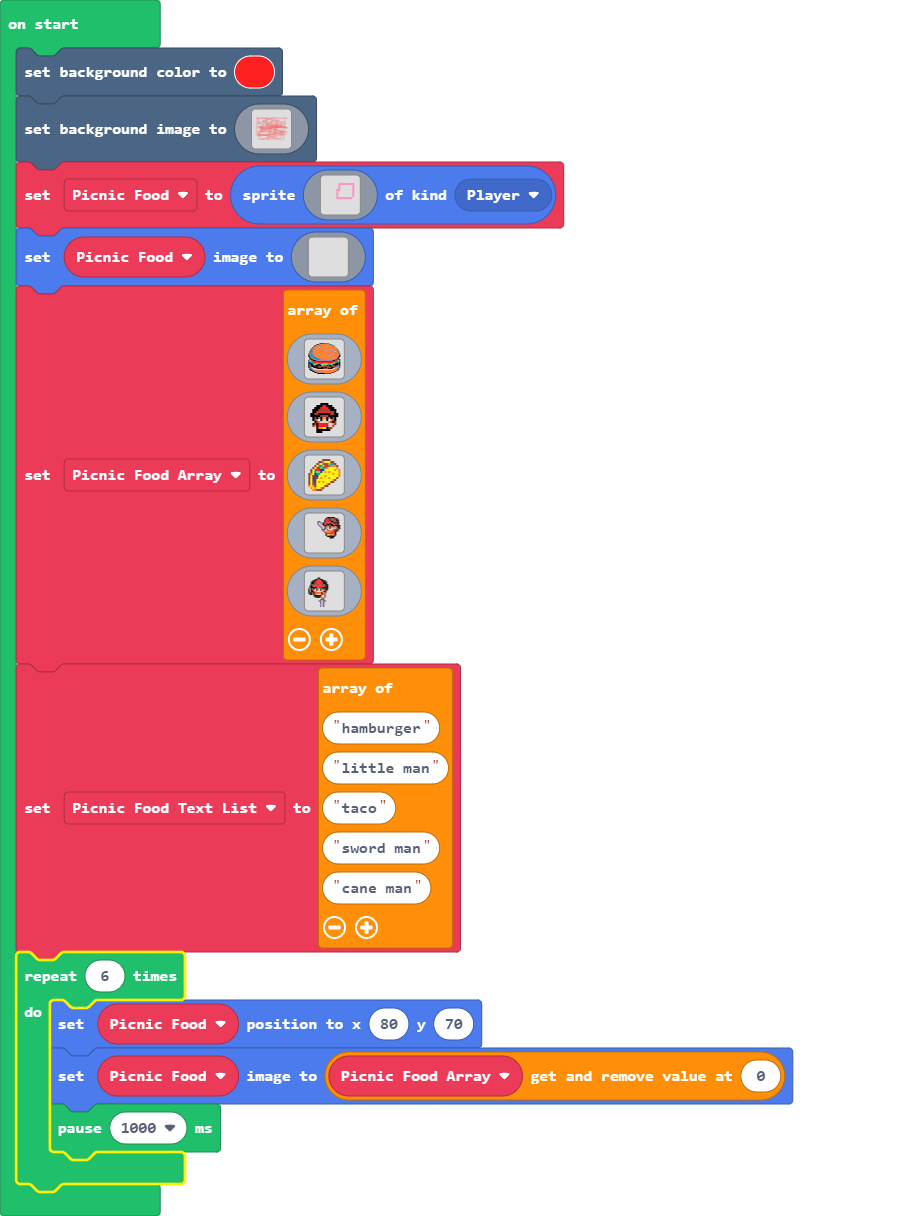 on start
set background color to
set background image to
set Picnic Food to sprite of kind Player
set Picnic Food image to
array of
set Picnic Food Array to
array of
"hamburger"
"little man"
"taco"
set Picnic Food Text List to
"sword man"
"cane man"
repeat 6 times
do
set Picnic Food position to x 80 y 70
set Picnic Food image to Picnic Food Array get and remove value at 0
pause 1000 ms